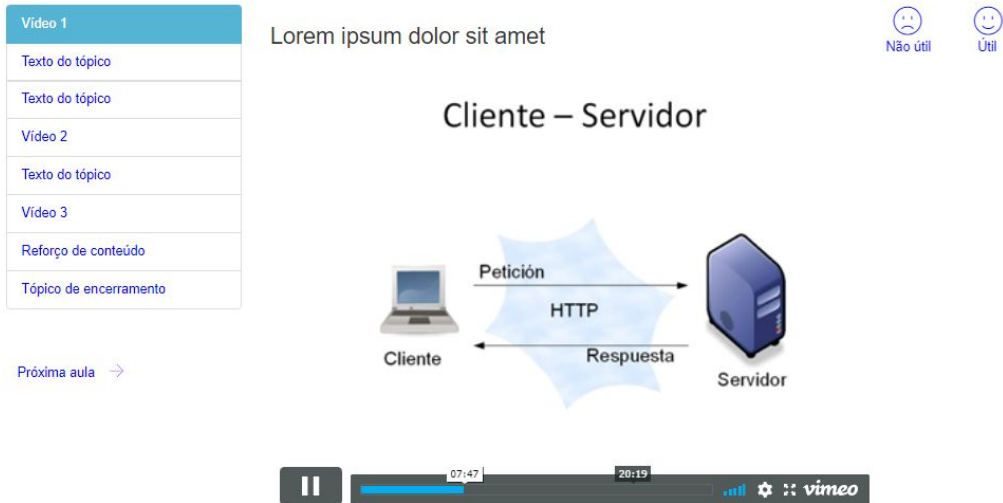 Vídeo 1
Texto do tópico
Texto do tópico
Vídeo 2
Texto do tópico
Vídeo 3
Reforço de conteúdo
Tópico de encerramento
Próxima aula
Lorem ipsum dolor sit amet
Não útil
Útil
Cliente – Servidor
Petición
HTTP
Respuesta
Cliente
Servidor
07:47
20:19
vimeo